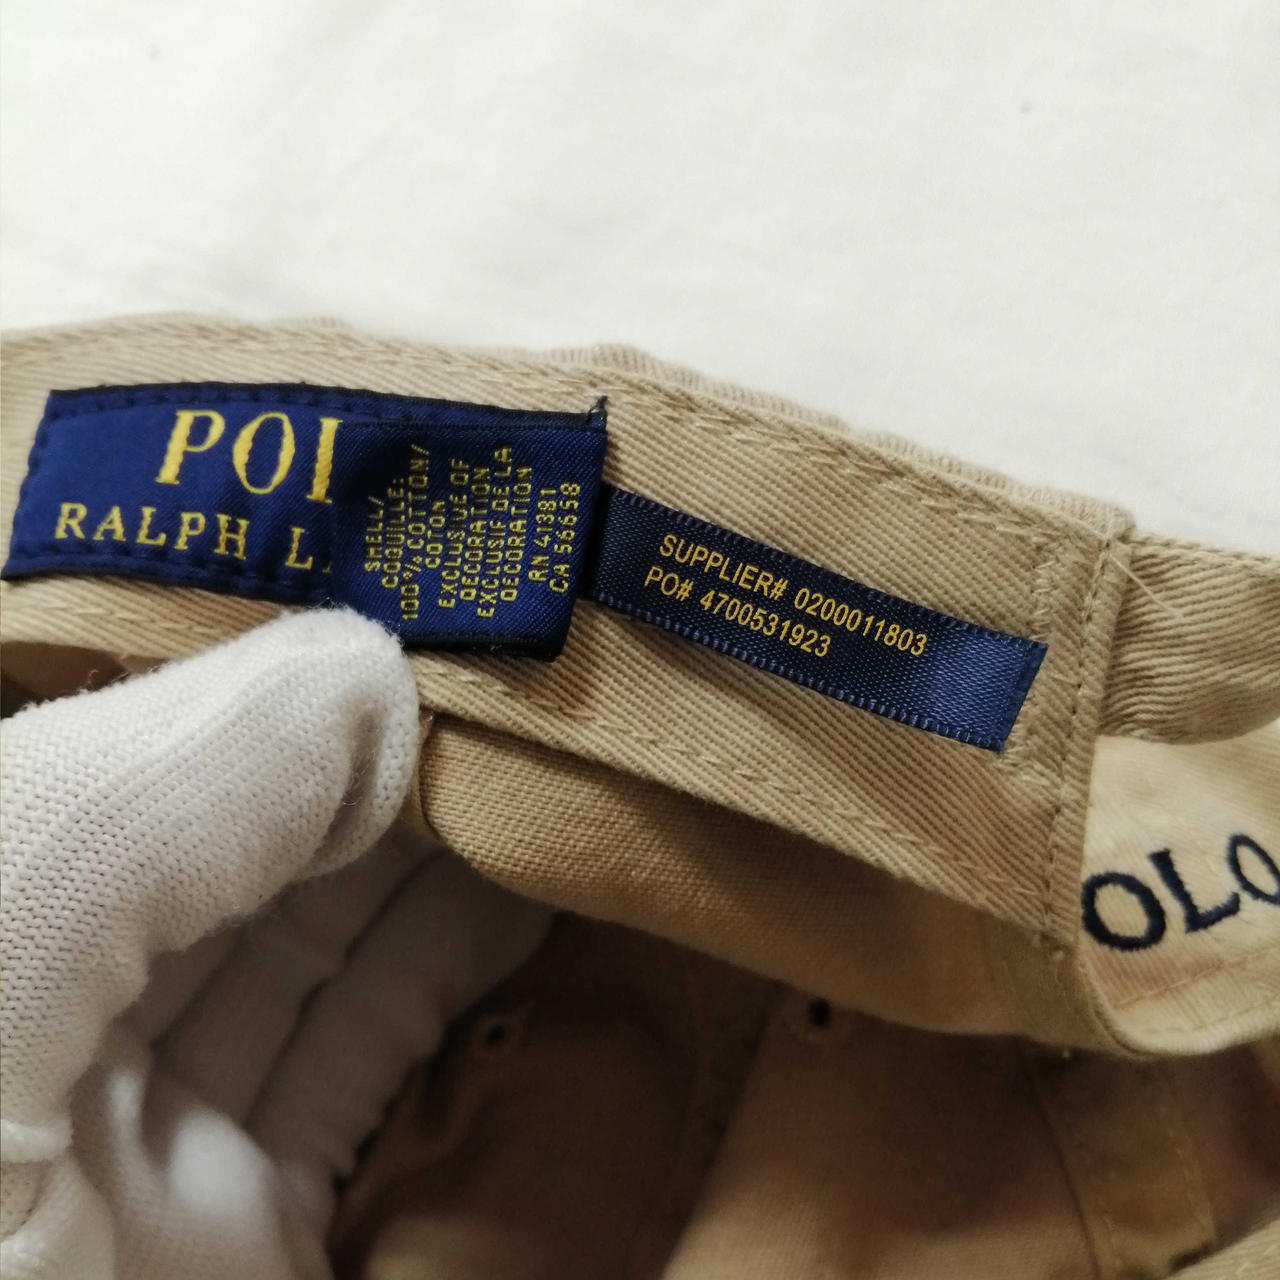 POL
RALPH L
SHELL/
COQUILLE:
100% COTTON/
COTON
EXCLUSIVE OF
DECORATION
EXCLUSIF DE LA
DECORATION
RN 41381
CA 56658
SUPPLIER# 0200011803
PO# 4700531923
OLO